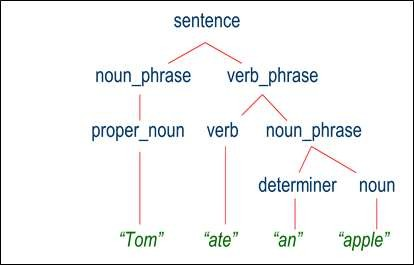 sentence
noun_phrase verb_phrase
proper_noun verb noun_phrase
determiner noun
“Tom” “ate” “an” “apple”